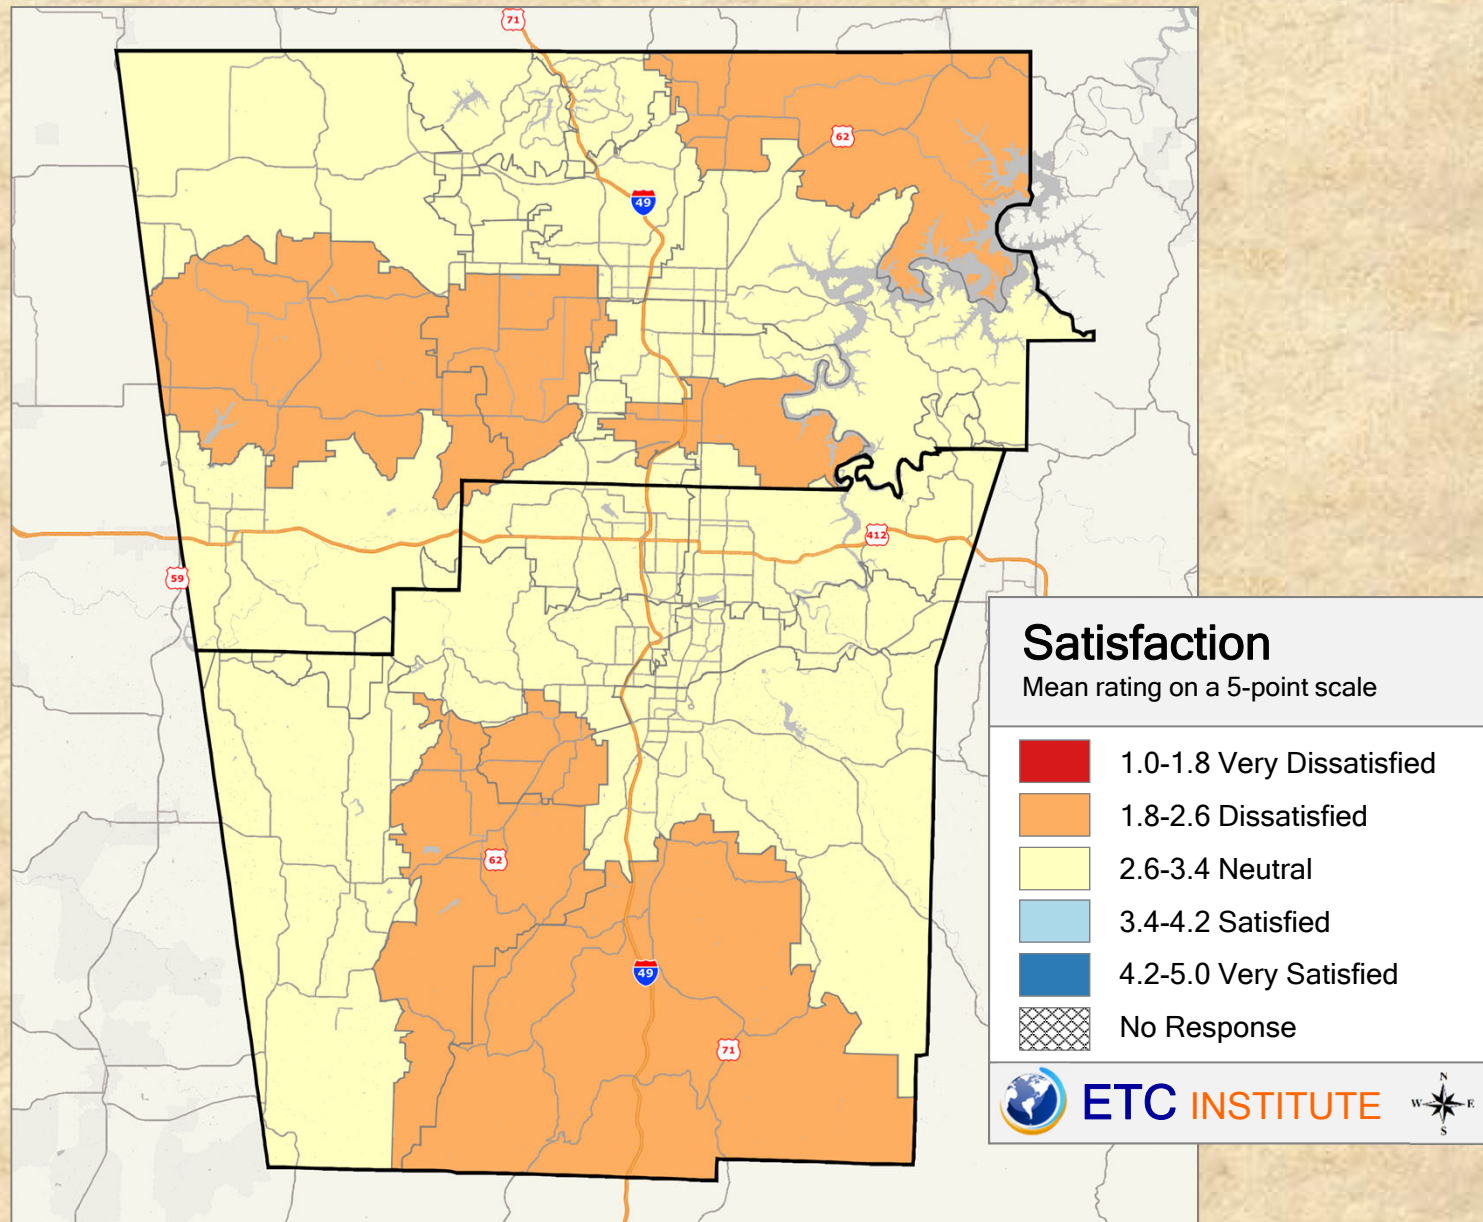 71
62
49
412
59
Satisfaction
Mean rating on a 5-point scale
1.0-1.8 Very Dissatisfied
1.8-2.6 Dissatisfied
2.6-3.4 Neutral
3.4-4.2 Satisfied
4.2-5.0 Very Satisfied
No Response
62
49
71
ETC INSTITUTE
N
W E
S